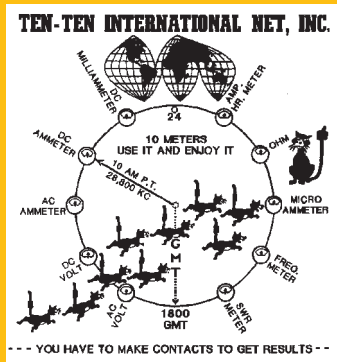 TEN-TEN INTERNATIONAL NET, INC.
DC
MILLIAMMETER
AMP.
HR. METER
24
10 METERS
USE IT AND ENJOY IT
DC
AMMETER
OHM
10 AM P.T.
28,800 KC
AC
AMMETER
MICRO
AMMETER
GMT
DC
VOLT
FREQ.
METER
AC
VOLT
1800
GMT
SWR
METER
- - - YOU HAVE TO MAKE CONTACTS TO GET RESULTS - -